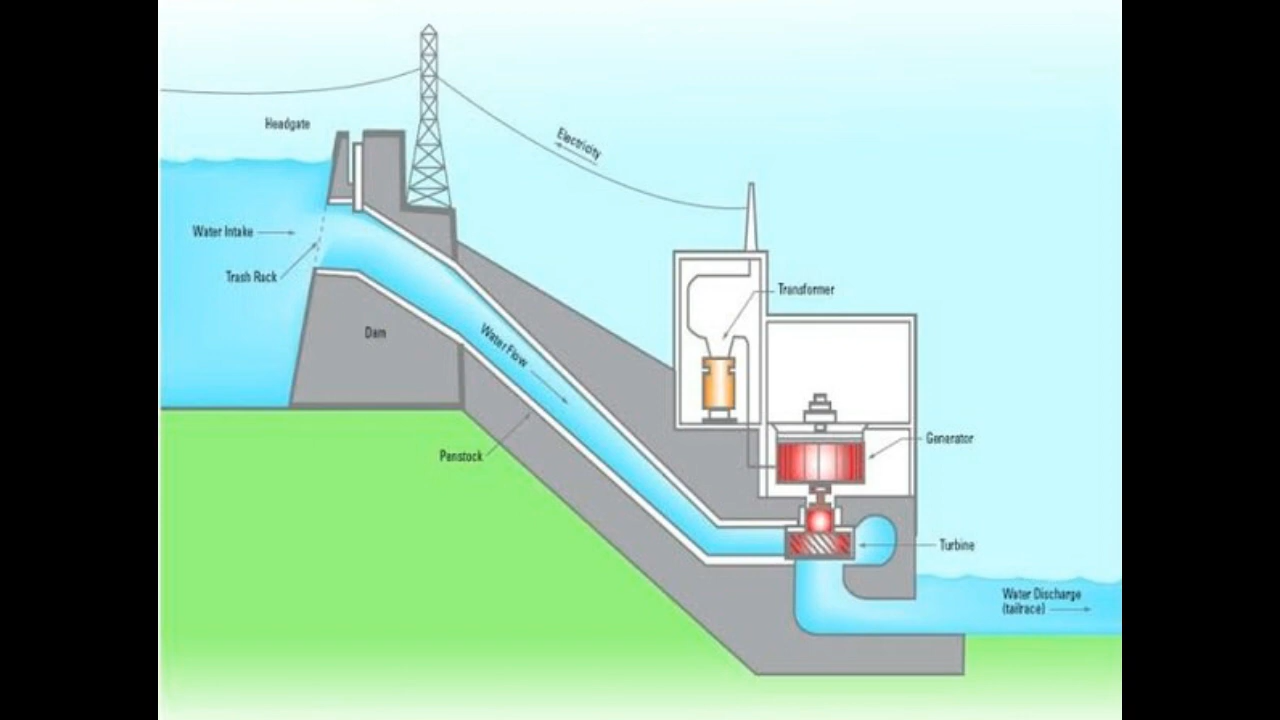 Headgate
Electricity
Water Intake
Trash Rack
Transformer
Dam
Water Flow
Penstock
Generator
Turbine
Water Discharge
(tailrace)